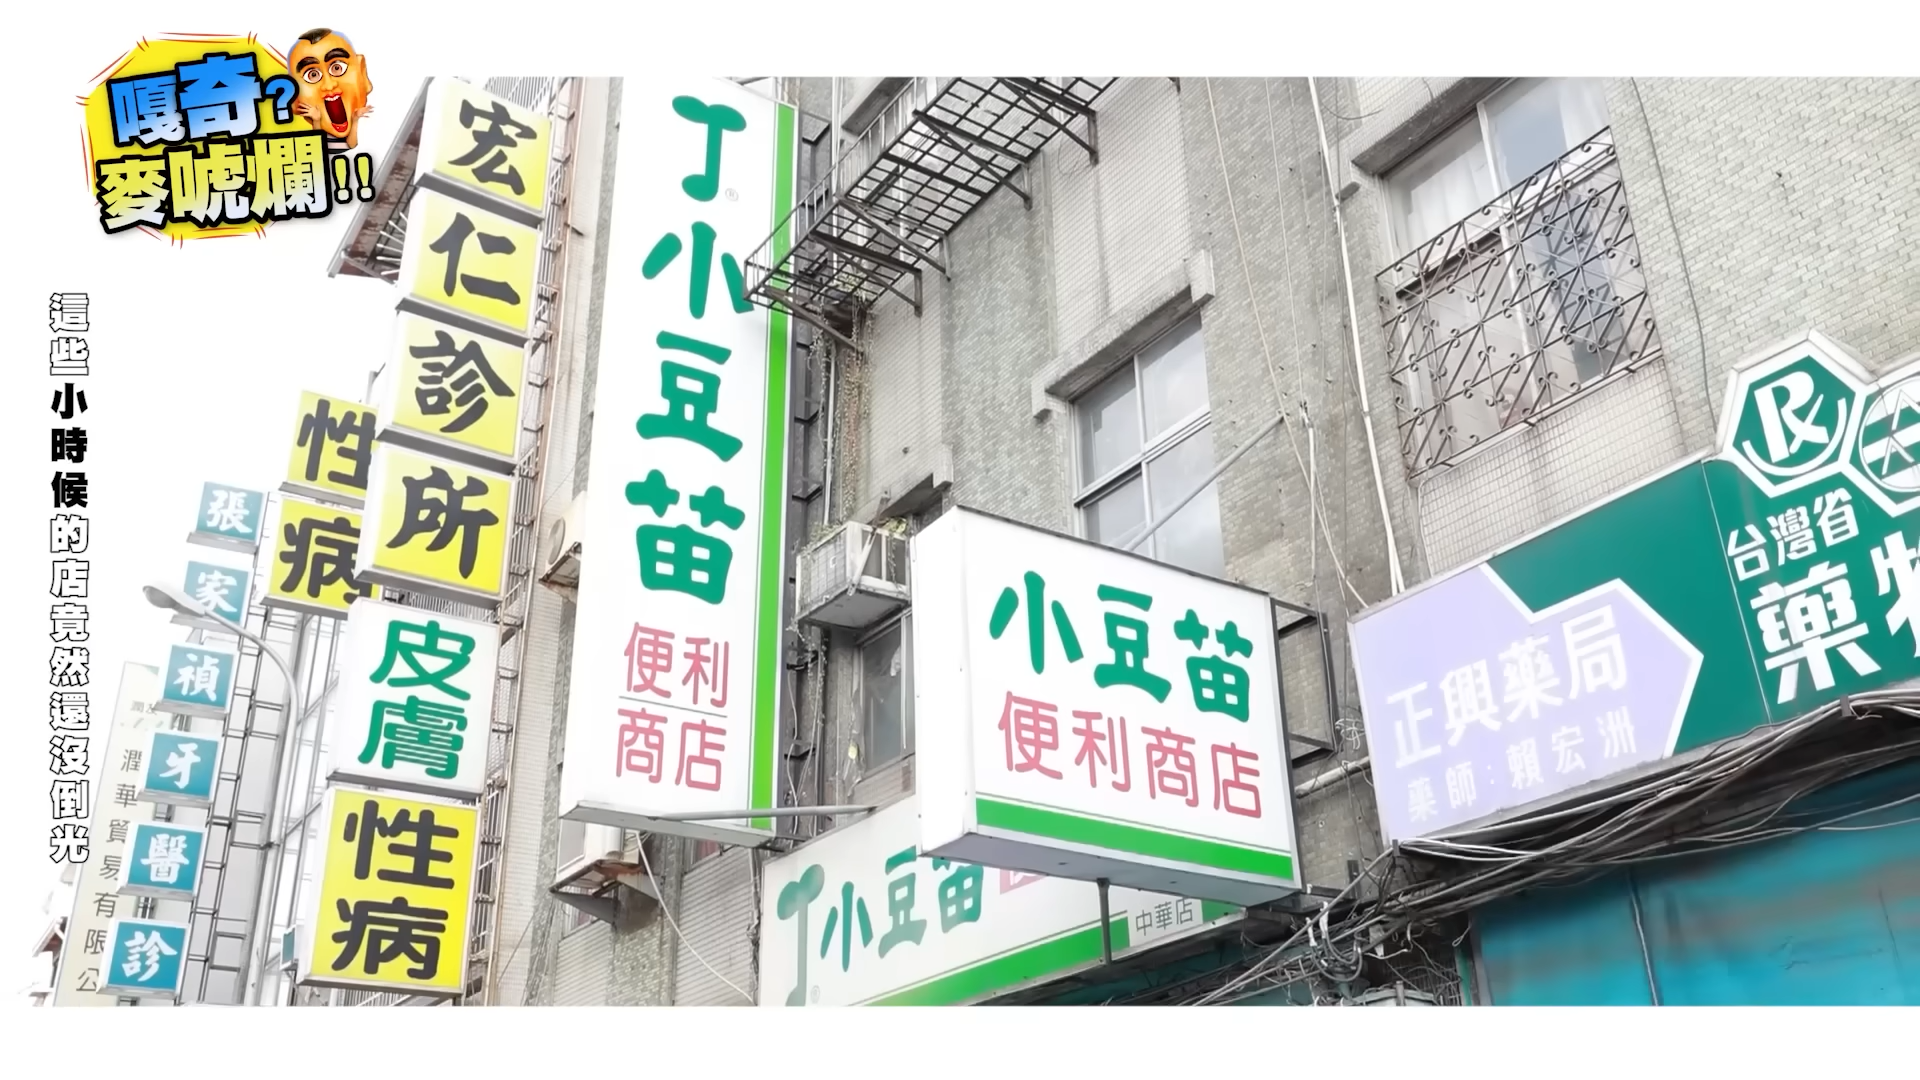 嘎奇?
麥唬爛!!
這些小時候的店竟然還沒倒光
宏仁診所
皮膚
性病
性病
張家禎牙醫診
潤華貿易有限公
小豆苗
®
便利
商店
小豆苗
便利商店
小豆苗
中華店
正興藥局
藥師:賴宏洲
台灣省
藥物